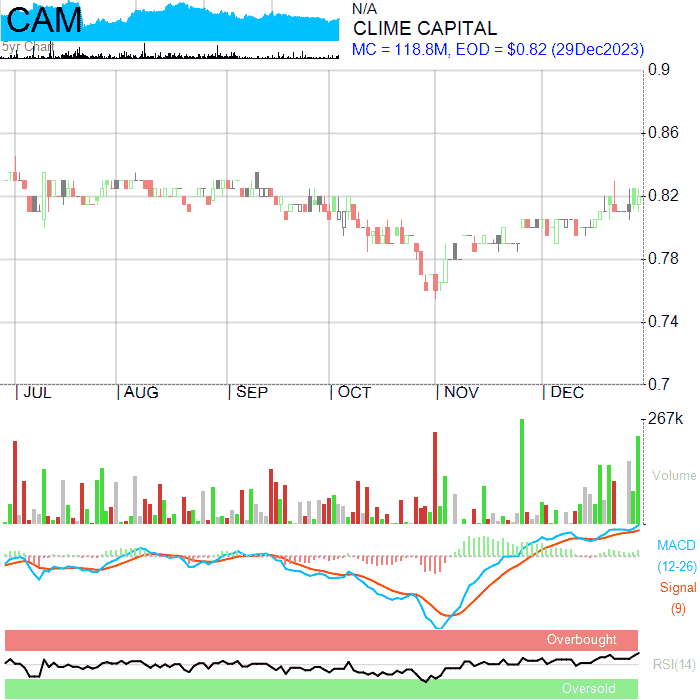 CAM
5yr Chart
N/A
CLIME CAPITAL
MC = 118.8M, EOD = $0.82 (29Dec2023)
0.9
0.86
0.82
0.78
0.74
0.7
JUL AUG SEP OCT NOV DEC
267k
Volume
MACD
(12-26)
Signal
(9)
Overbought
RSI(14)
Oversold